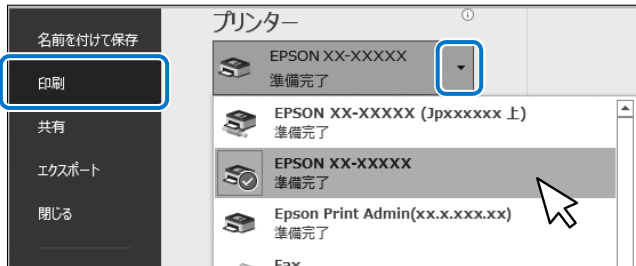 名前を付けて保存
印刷
共有
エクスポート
閉じる
プリンター
EPSON XX-XXXXX
準備完了
EPSON XX-XXXXX (Jpxxxxxx 上)
準備完了
EPSON XX-XXXXX
準備完了
Epson Print Admin(xx.x.xxx.xx)
準備完了
Fax